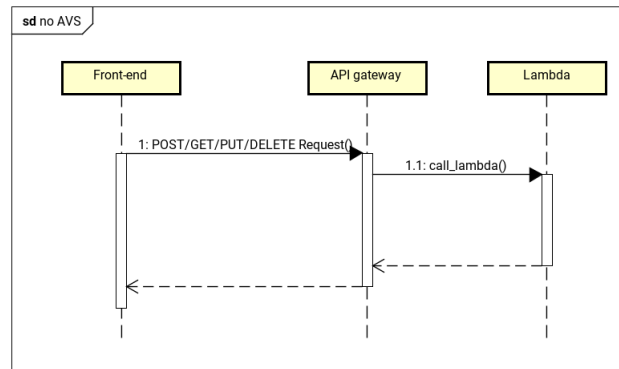 sd no AVS
Front-end
API gateway
Lambda
1: POST/GET/PUT/DELETE Request()
1.1: call_lambda()